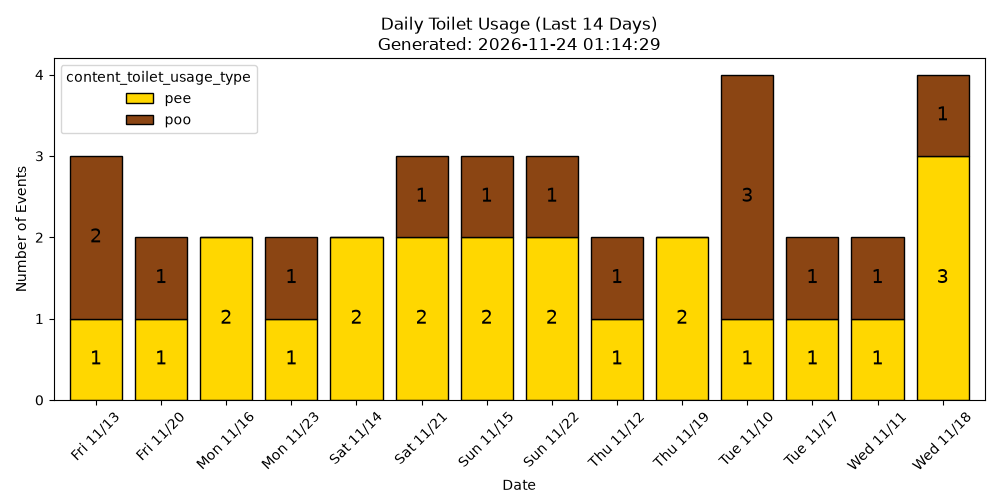 Daily Toilet Usage (Last 14 Days)
Generated: 2026-11-24 01:14:29
content_toilet_usage_type
pee
poo
Number of Events
4
3
2
1
0
2 1 1 1 1 1 1 1 3 1 1 1
1 1 2 1 2 2 2 2 1 2 1 1 1 3
Fri 11/13
Fri 11/20
Mon 11/16
Mon 11/23
Sat 11/14
Sat 11/21
Sun 11/15
Sun 11/22
Thu 11/12
Thu 11/19
Tue 11/10
Tue 11/17
Wed 11/11
Wed 11/18
Date